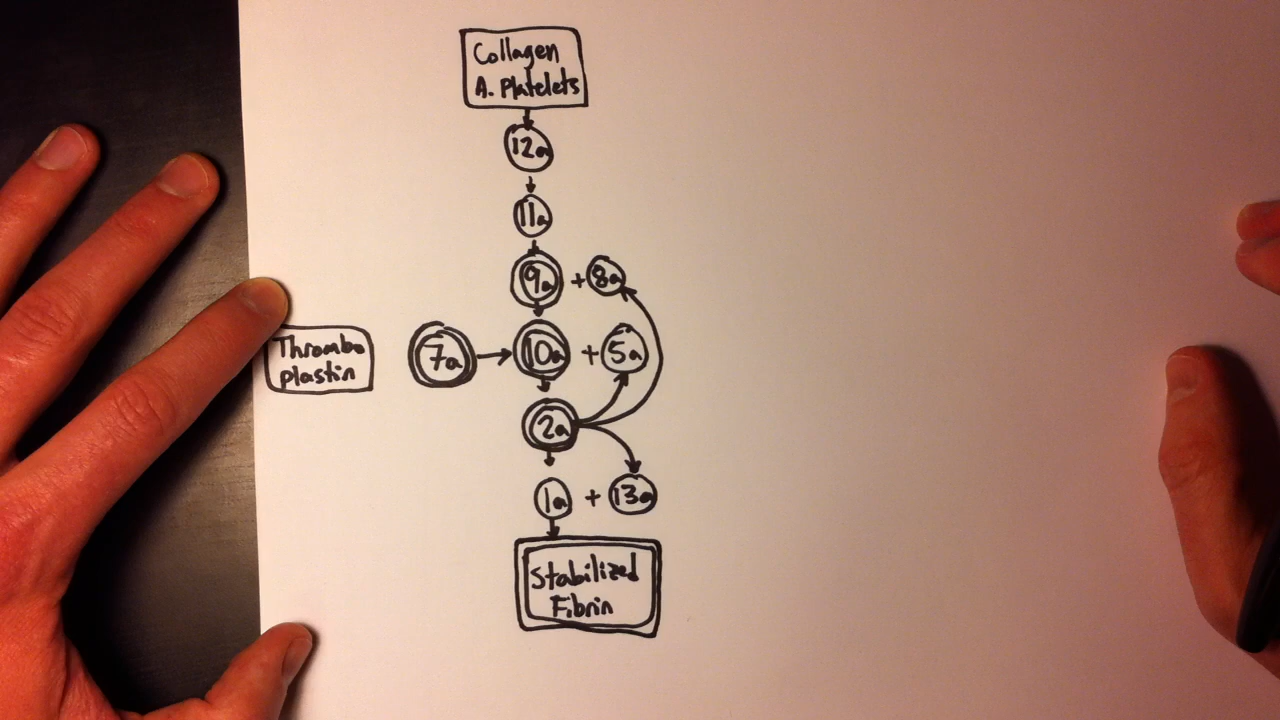 Collagen
A. Platelets
12a
11a
9a + 8a
Thrombo
plastin
7a
10a + 5a
2a
1a + 13a
Stabilized
Fibrin